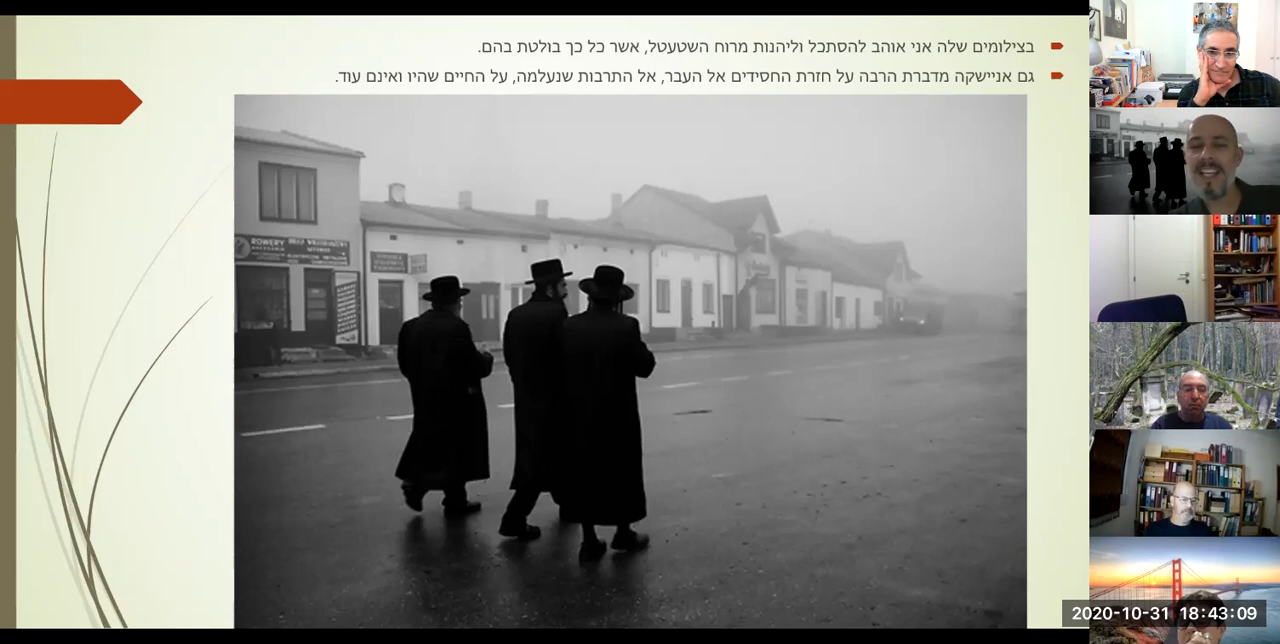 בצילומים שלה אני אוהב להסתכל וליהנות מרוח השטעטל, אשר כל כך בולטת בהם.
גם אניישקה מדברת הרבה על חזרת החסידים אל העבר, אל התרבות שנעלמה, על החיים שהיו ואינם עוד.
ROWERY
2020-10-31 18:43:09